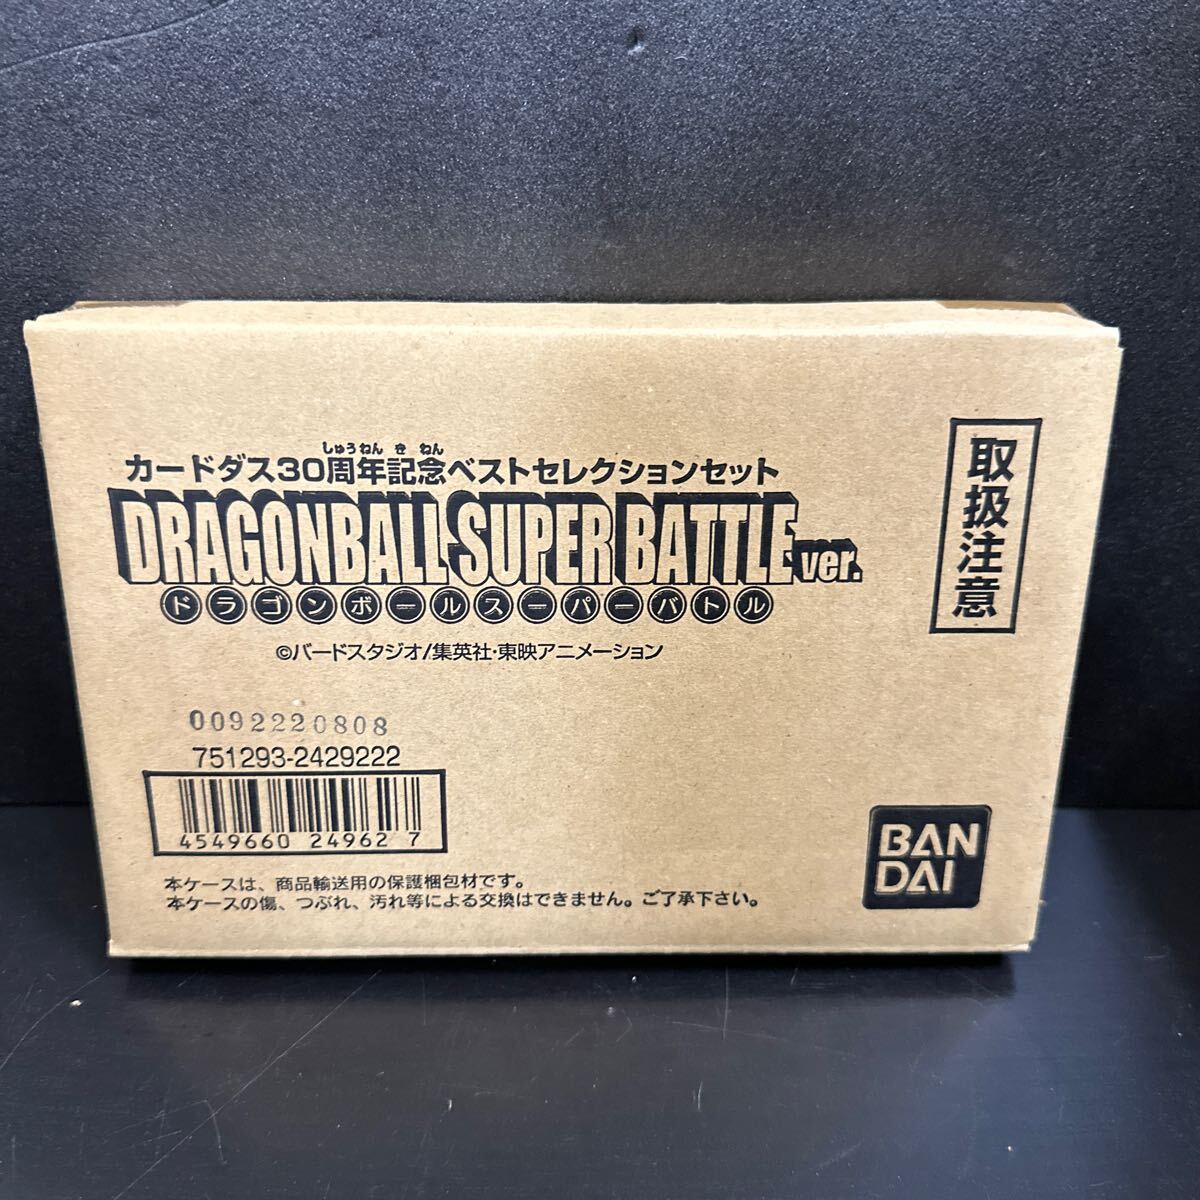 しゅうねん き ねん
カードダス30周年記念ベストセレクションセット
DRAGONBALL SUPER BATTLE ver.
ドラゴンボールスーパーバトル
©バードスタジオ/集英社・東映アニメーション
取扱注意
0092220808
751293-2429222
4549660 24962 7
BAN
DAI
本ケースは、商品輸送用の保護梱包材です。
本ケースの傷、つぶれ、汚れ等による交換はできません。ご了承下さい。